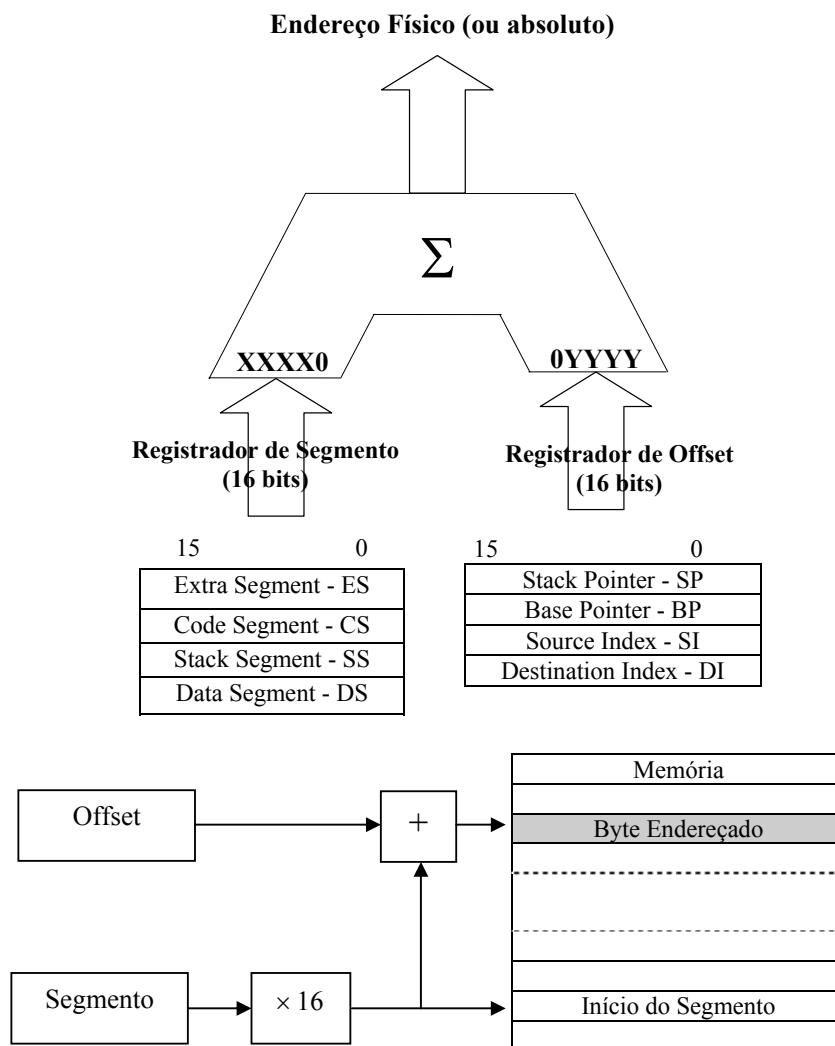 Endereço Físico (ou absoluto)
Σ
XXXX0
0YYYY
Registrador de Segmento
(16 bits)
Registrador de Offset
(16 bits)
15 0
Extra Segment - ES
Code Segment - CS
Stack Segment - SS
Data Segment - DS
15 0
Stack Pointer - SP
Base Pointer - BP
Source Index - SI
Destination Index - DI
Offset
+
Memória
Byte Endereçado
Segmento
× 16
Início do Segmento